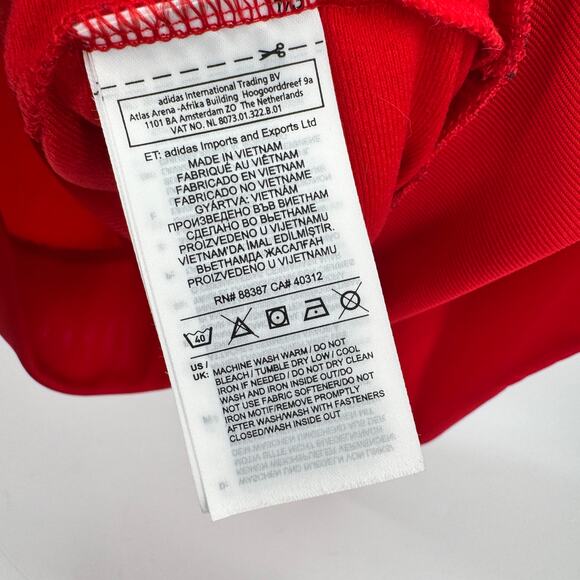 adidas International Trading BV
Atlas Arena -Afrika Building Hoogoorddreef 9a
1101 BA Amsterdam ZO The Netherlands
VAT NO. NL 8073.01.322.B.01
ET: adidas Imports and Exports Ltd
MADE IN VIETNAM
FABRIQUÉ AU VIÊTNAM
FABRICADO EN VIETNAM
FABRICADO NO VIETNAME
GYÁRTVA: VIETNÁM
ПРОИЗВЕДЕНО ВЪВ ВИЕТНАМ
СДЕЛАНО ВО ВЬЕТНАМЕ
PROIZVEDENO U VIJETNAMU
VİETNAM'DA İMAL EDİLMİŞTİR.
ВЬЕТНАМДА ЖАСАЛҒАН
PROIZVEDENO U VIJETNAMU
RN# 88387 CA# 40312
40
US / UK: MACHINE WASH WARM / DO NOT
BLEACH / TUMBLE DRY LOW / COOL
IRON IF NEEDED / DO NOT DRY CLEAN
WASH AND IRON INSIDE OUT/DO
NOT USE FABRIC SOFTENER/DO NOT
IRON MOTIF/REMOVE PROMPTLY
AFTER WASH/WASH WITH FASTENERS
CLOSED/WASH INSIDE OUT